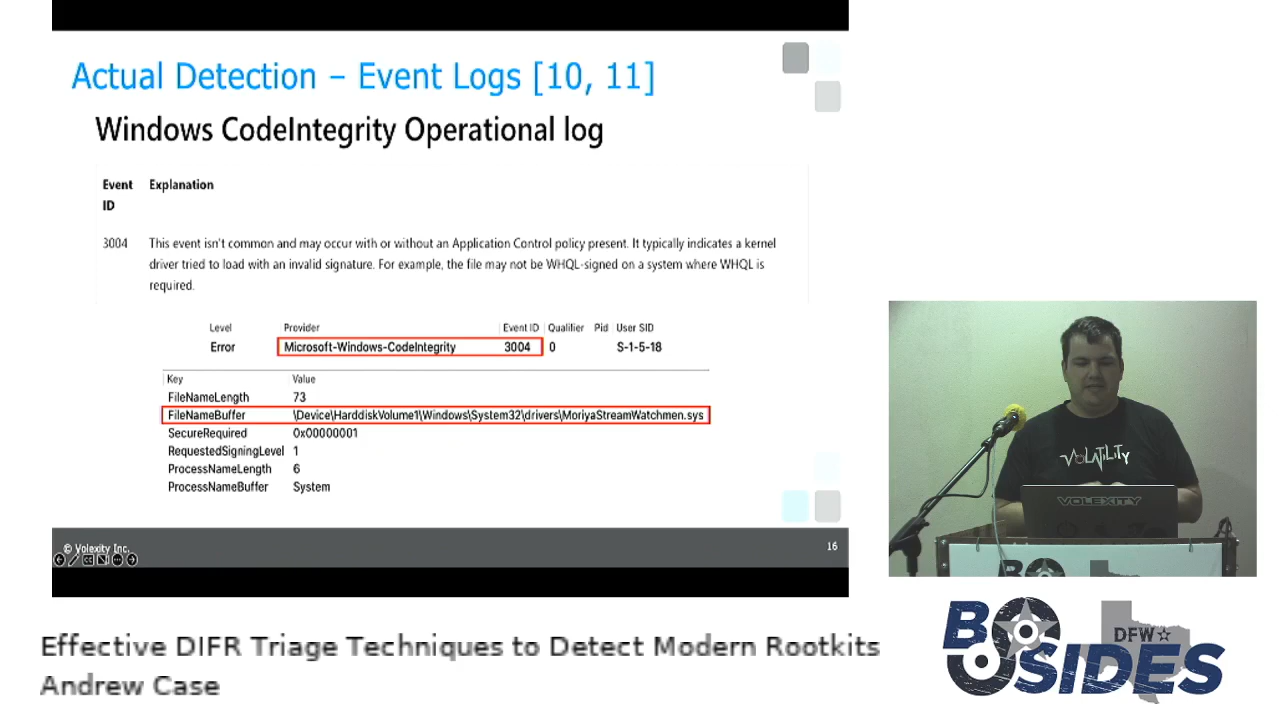 Actual Detection – Event Logs [10, 11]
Windows CodeIntegrity Operational log
Event ID Explanation
3004 This event isn't common and may occur with or without an Application Control policy present. It typically indicates a kernel
driver tried to load with an invalid signature. For example, the file may not be WHQL-signed on a system where WHQL is
required.
Level Provider Event ID Qualifier Pid User SID
Error Microsoft-Windows-CodeIntegrity 3004 0 S-1-5-18
Key Value
FileNameLength 73
FileNameBuffer \Device\HarddiskVolume1\Windows\System32\drivers\MoriyaStreamWatchmen.sys
SecureRequired 0x00000001
RequestedSigningLevel 1
ProcessNameLength 6
ProcessNameBuffer System
© Volexity Inc.
16
VOLATILITY
VOLEXITY
BO
BSIDES
DFW
Effective DIFR Triage Techniques to Detect Modern Rootkits
Andrew Case